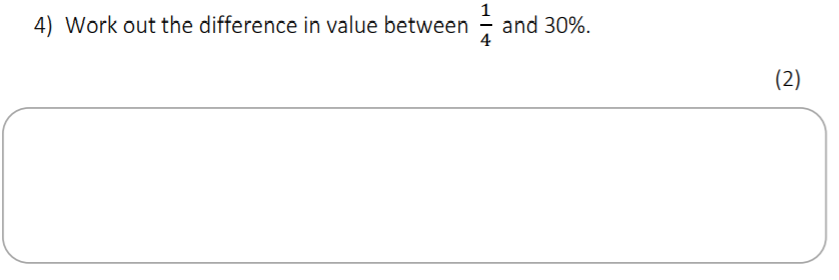 4) Work out the difference in value between 1/4 and 30%.
(2)